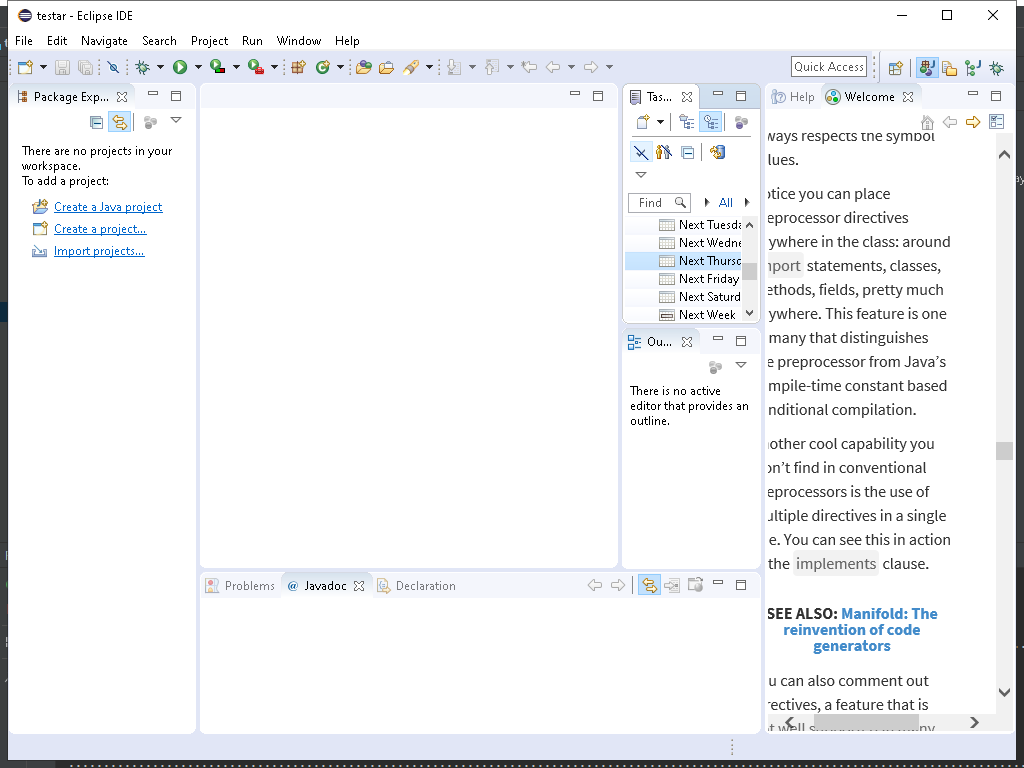 testar - Eclipse IDE
File Edit Navigate Search Project Run Window Help
Quick Access
Package Exp...
There are no projects in your
workspace.
To add a project:
Create a Java project
Create a project...
Import projects...
Tas...
Find
All
Next Tuesda
Next Wedne
Next Thursd
Next Friday
Next Saturd
Next Week
Ou...
There is no active
editor that provides an
outline.
Help
Welcome
ways respects the symbol
lues.
otice you can place
eprocessor directives
ywhere in the class: around
nport statements, classes,
ethods, fields, pretty much
ywhere. This feature is one
many that distinguishes
e preprocessor from Java’s
mpile-time constant based
nditional compilation.
nother cool capability you
on’t find in conventional
eprocessors is the use of
ultiple directives in a single
e. You can see this in action
the implements clause.
SEE ALSO: Manifold: The
reinvention of code
generators
u can also comment out
rectives, a feature that is
Problems
@ Javadoc
Declaration